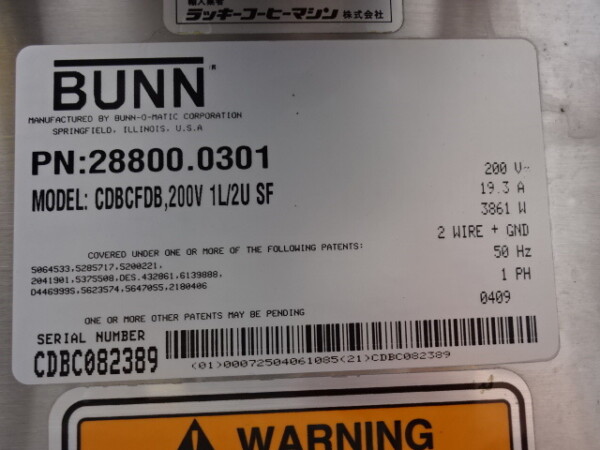 ラッキーコーヒーマシン 株式会社
BUNN®
MANUFACTURED BY BUNN-O-MATIC CORPORATION
SPRINGFIELD, ILLINOIS, U.S.A
PN:28800.0301
MODEL: CDBCFDB,200V 1L/2U SF
200 V~
19.3 A
3861 W
2 WIRE + GND
50 Hz
1 PH
0409
COVERED UNDER ONE OR MORE OF THE FOLLOWING PATENTS:
5064533,5285717,5200221,
2041901,5375508,DES.432861,6139888,
D446999S,5623574,5647055,2180406
ONE OR MORE OTHER PATENTS MAY BE PENDING
SERIAL NUMBER
CDBC082389
(01)00072504061085(21)CDBC082389
WARNING